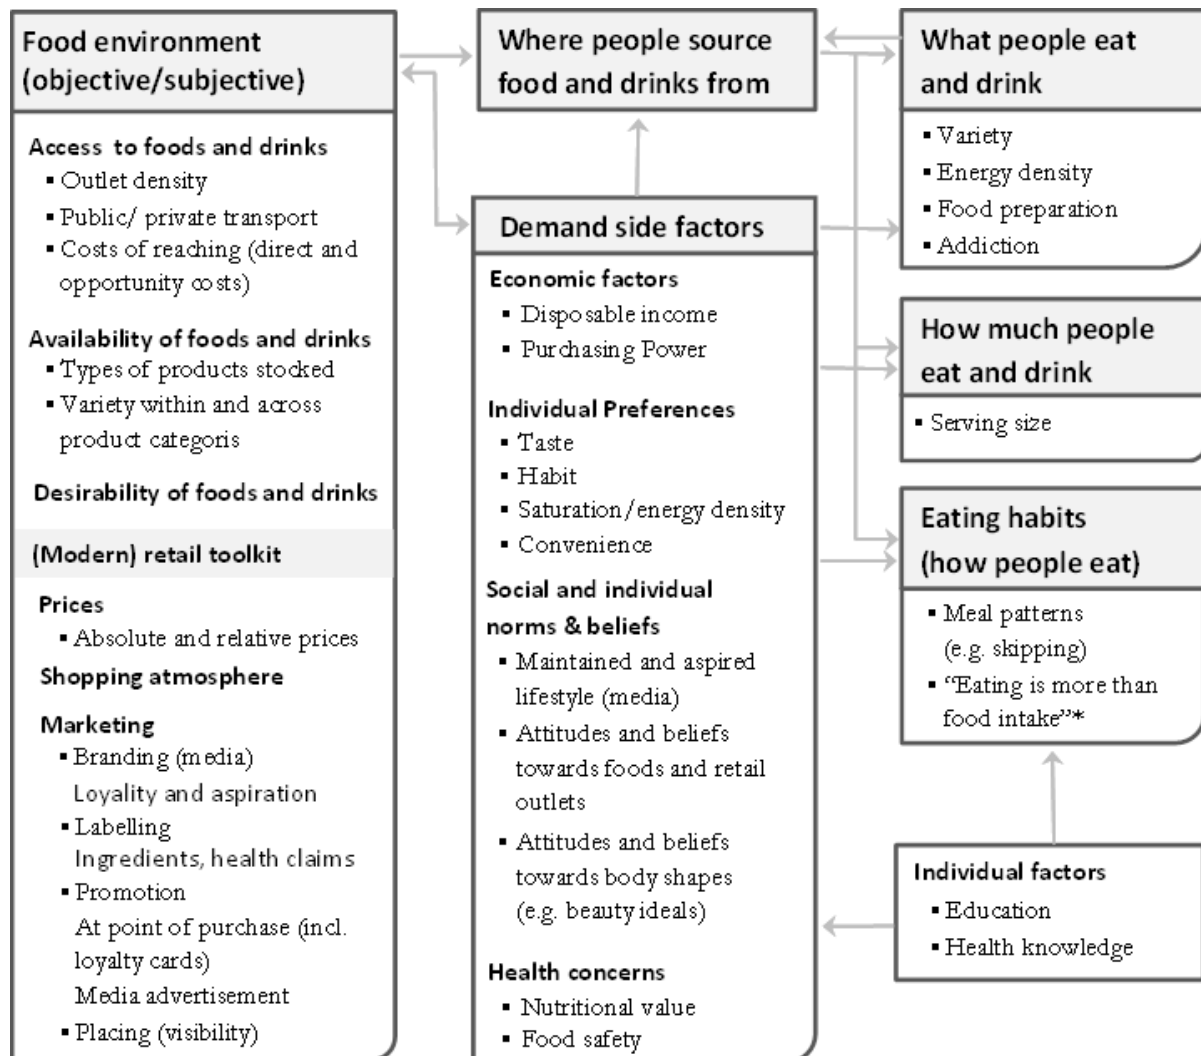 Food environment
(objective/subjective)
Access to foods and drinks
▪ Outlet density
▪ Public/ private transport
▪ Costs of reaching (direct and
opportunity costs)
Availability of foods and drinks
▪ Types of products stocked
▪ Variety within and across
product categoris
Desirability of foods and drinks
(Modern) retail toolkit
Prices
▪ Absolute and relative prices
Shopping atmosphere
Marketing
▪ Branding (media)
Loyality and aspiration
▪ Labelling
Ingredients, health claims
▪ Promotion
At point of purchase (incl.
loyalty cards)
Media advertisement
▪ Placing (visibility)
Where people source
food and drinks from
Demand side factors
Economic factors
▪ Disposable income
▪ Purchasing Power
Individual Preferences
▪ Taste
▪ Habit
▪ Saturation/energy density
▪ Convenience
Social and individual
norms & beliefs
▪ Maintained and aspired
lifestyle (media)
▪ Attitudes and beliefs
towards foods and retail
outlets
▪ Attitudes and beliefs
towards body shapes
(e.g. beauty ideals)
Health concerns
▪ Nutritional value
▪ Food safety
What people eat
and drink
▪ Variety
▪ Energy density
▪ Food preparation
▪ Addiction
How much people
eat and drink
▪ Serving size
Eating habits
(how people eat)
▪ Meal patterns
(e.g. skipping)
▪ “Eating is more than
food intake”*
Individual factors
▪ Education
▪ Health knowledge